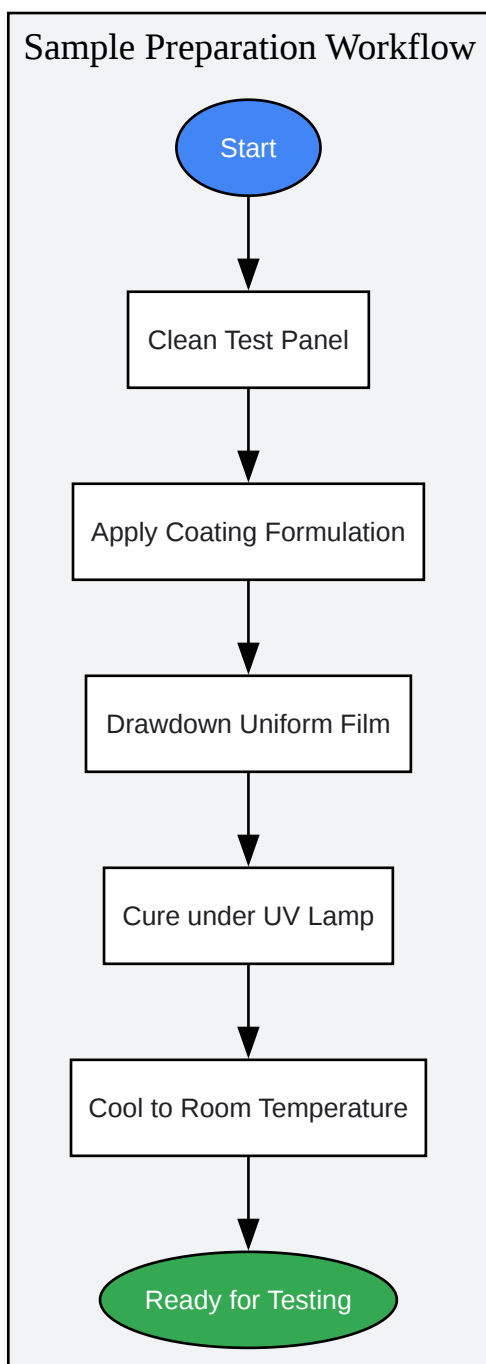 Sample Preparation Workflow
Start
Clean Test Panel
Apply Coating Formulation
Drawdown Uniform Film
Cure under UV Lamp
Cool to Room Temperature
Ready for Testing